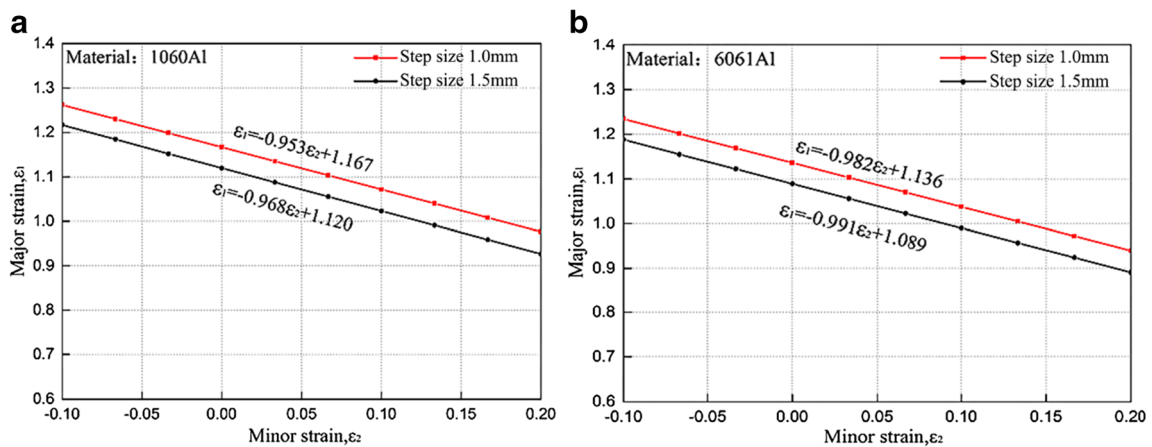 a
Material：1060Al
Step size 1.0mm
Step size 1.5mm
Major strain,ε₁
1.4
1.3
1.2
1.1
1.0
0.9
0.8
0.7
0.6
ε₁=-0.953ε₂+1.167
ε₁=-0.968ε₂+1.120
-0.10
-0.05
0.00
0.05
0.10
0.15
0.20
Minor strain,ε₂
b
Material：6061Al
Step size 1.0mm
Step size 1.5mm
Major strain,ε₁
1.4
1.3
1.2
1.1
1.0
0.9
0.8
0.7
0.6
ε₁=-0.982ε₂+1.136
ε₁=-0.991ε₂+1.089
-0.10
-0.05
0.00
0.05
0.10
0.15
0.20
Minor strain,ε₂